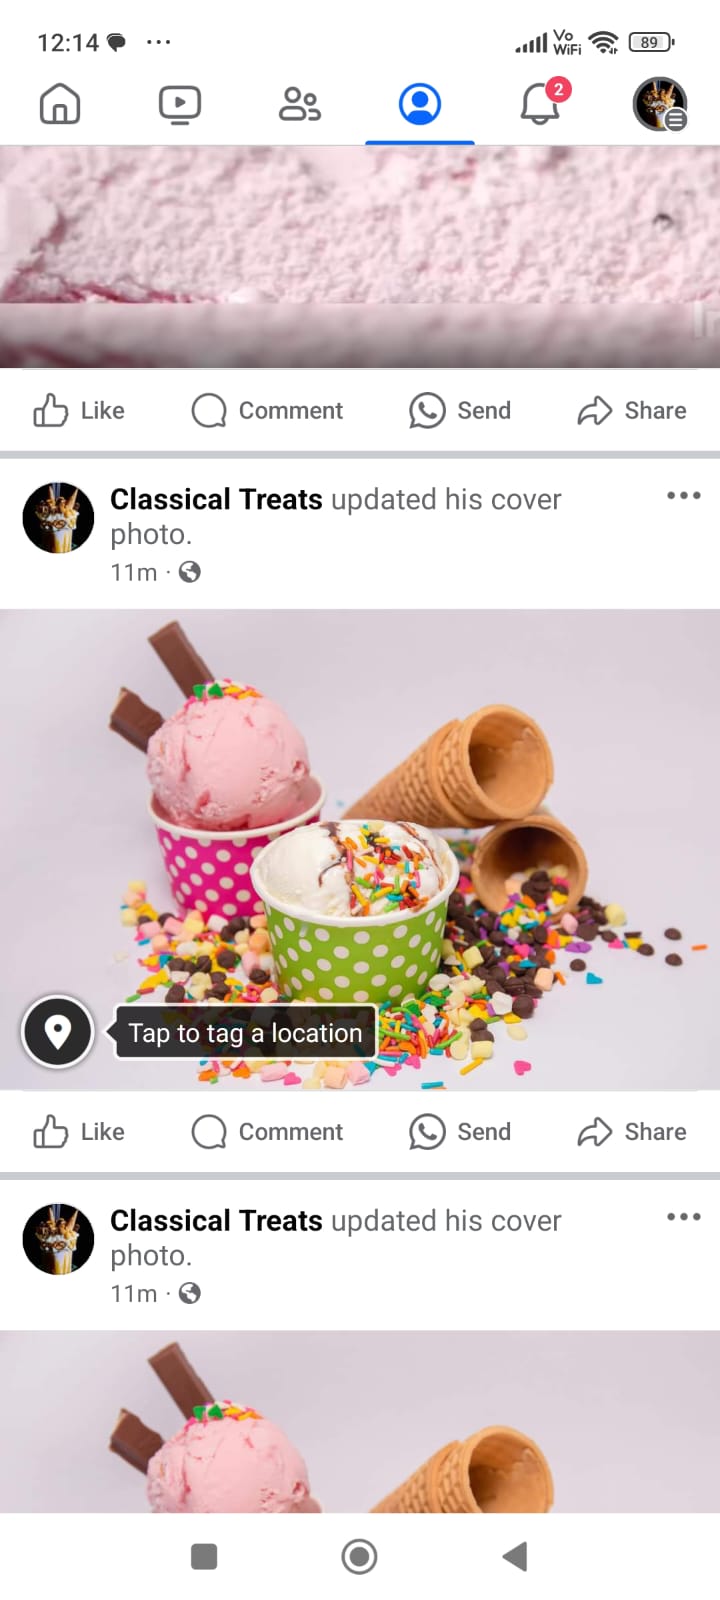 12:14
Vo
WiFi
89
2
Like Comment Send Share
Classical Treats updated his cover
photo.
11m ·
Tap to tag a location
Like Comment Send Share
Classical Treats updated his cover
photo.
11m ·